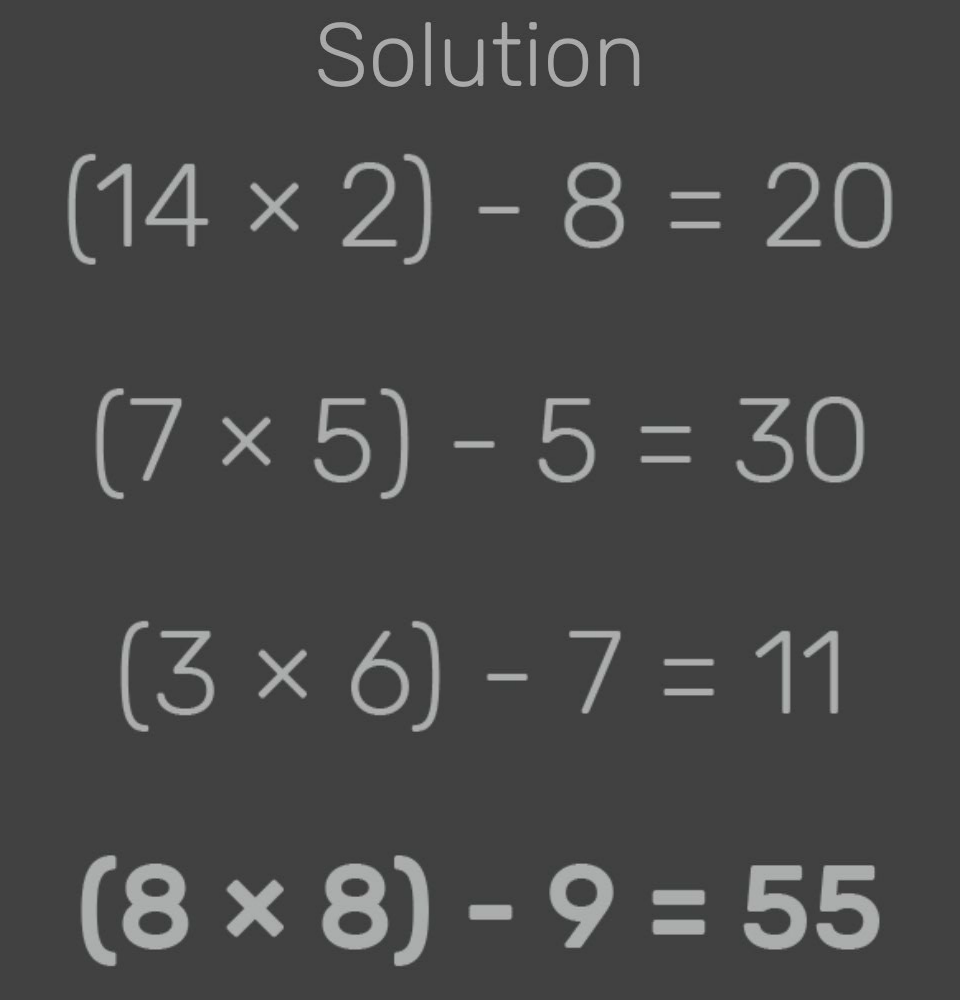 Solution
(14 × 2) - 8 = 20
(7 × 5) - 5 = 30
(3 × 6) - 7 = 11
(8 × 8) - 9 = 55